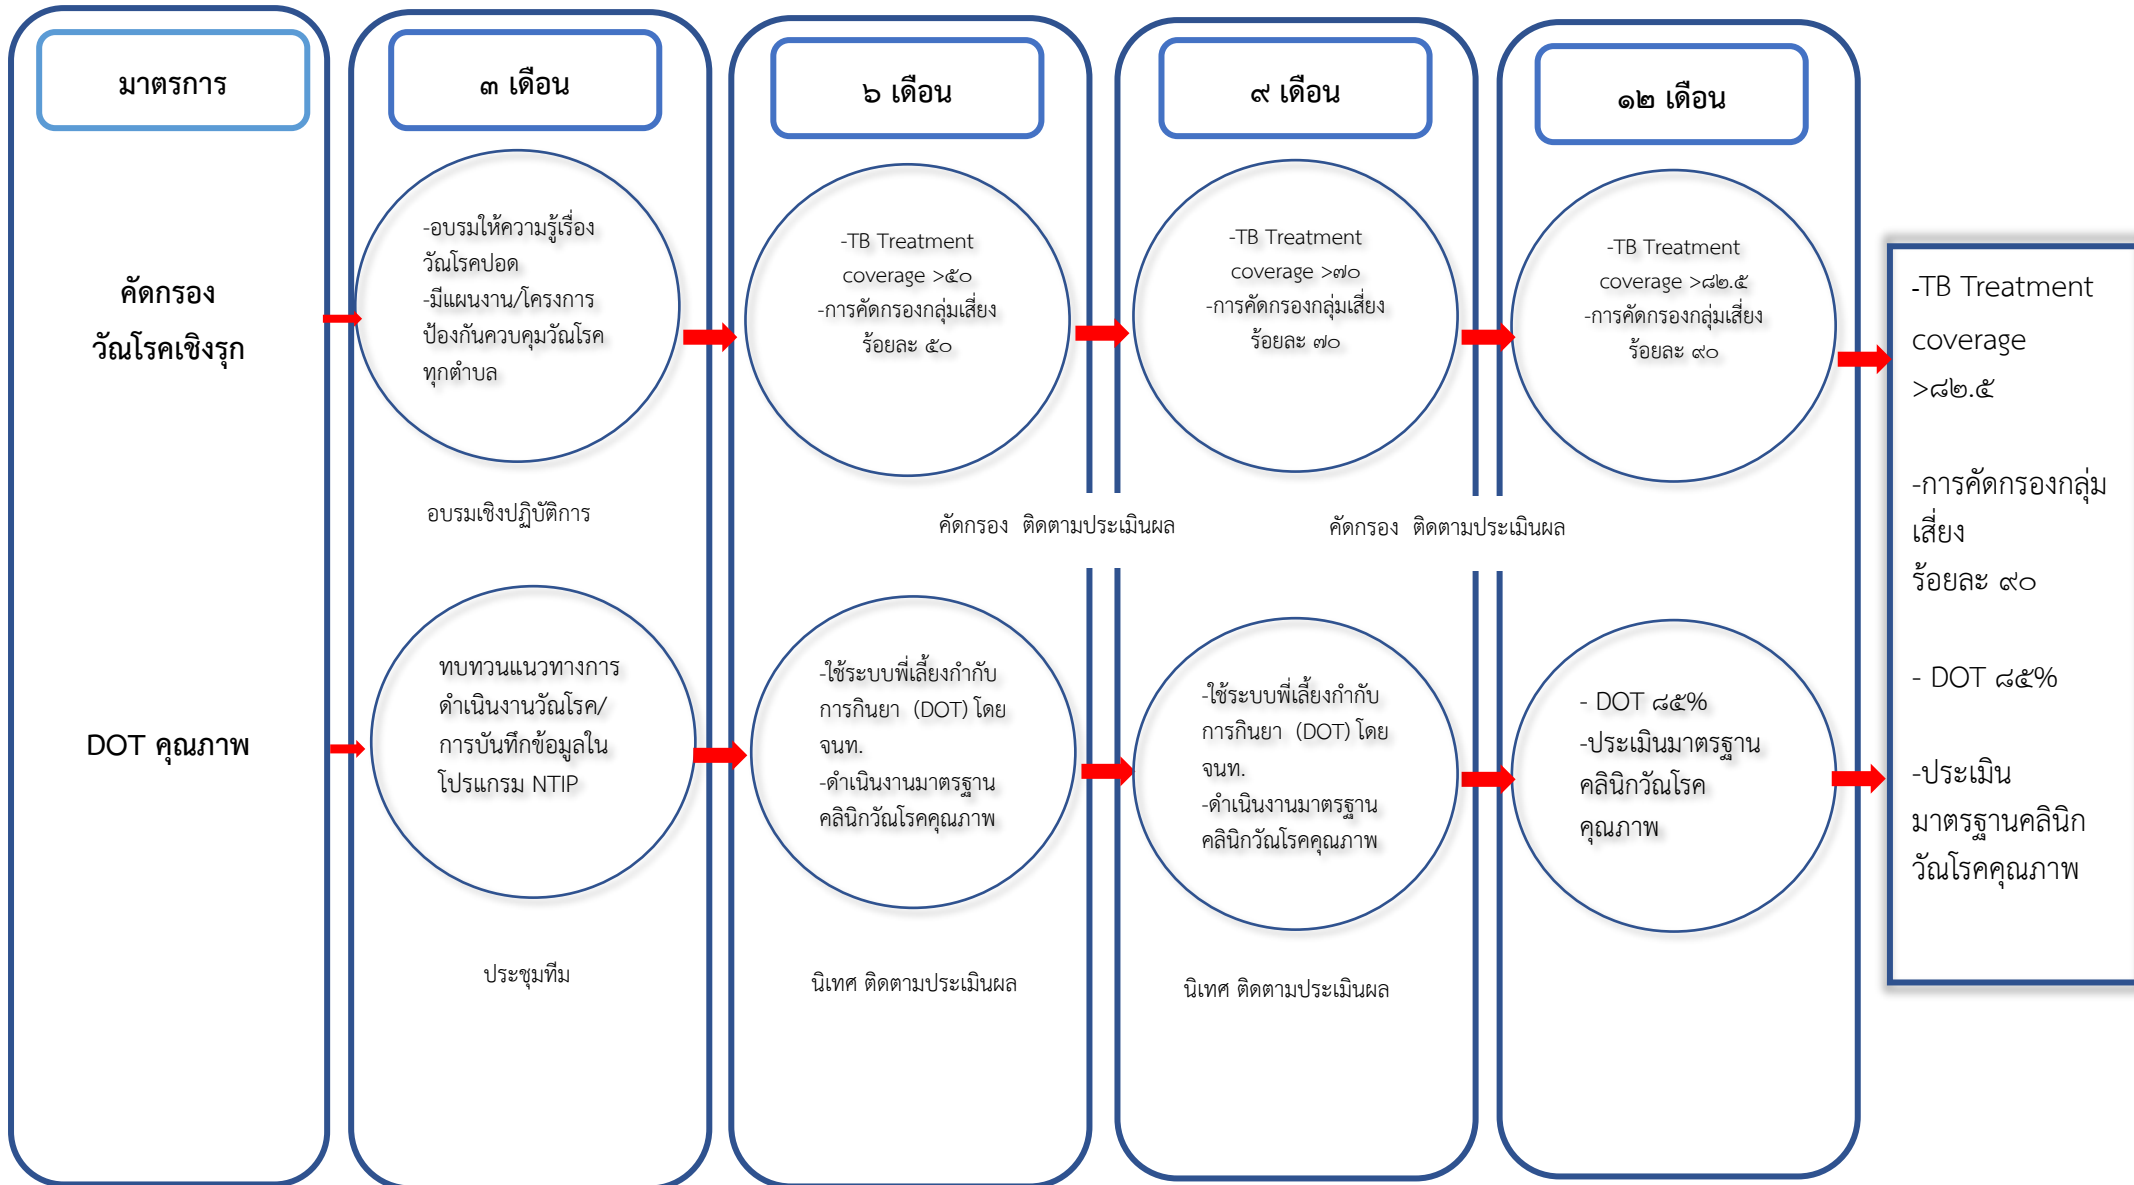 มาตรการ
๓ เดือน
๖ เดือน
๙ เดือน
๑๒ เดือน
คัดกรอง
วัณโรคเชิงรุก
-อบรมให้ความรู้เรื่อง
วัณโรคปอด
-มีแผนงาน/โครงการ
ป้องกันควบคุมวัณโรค
ทุกตำบล
-TB Treatment
coverage >๕๐
-การคัดกรองกลุ่มเสี่ยง
ร้อยละ ๕๐
-TB Treatment
coverage >๗๐
-การคัดกรองกลุ่มเสี่ยง
ร้อยละ ๗๐
-TB Treatment
coverage >๘๒.๕
-การคัดกรองกลุ่มเสี่ยง
ร้อยละ ๙๐
อบรมเชิงปฏิบัติการ
คัดกรอง ติดตามประเมินผล
คัดกรอง ติดตามประเมินผล
DOT คุณภาพ
ทบทวนแนวทางการ
ดำเนินงานวัณโรค/
การบันทึกข้อมูลใน
โปรแกรม NTIP
-ใช้ระบบพี่เลี้ยงกำกับ
การกินยา (DOT) โดย
จนท.
-ดำเนินงานมาตรฐาน
คลินิกวัณโรคคุณภาพ
-ใช้ระบบพี่เลี้ยงกำกับ
การกินยา (DOT) โดย
จนท.
-ดำเนินงานมาตรฐาน
คลินิกวัณโรคคุณภาพ
- DOT ๘๕%
-ประเมินมาตรฐาน
คลินิกวัณโรค
คุณภาพ
ประชุมทีม
นิเทศ ติดตามประเมินผล
นิเทศ ติดตามประเมินผล
-TB Treatment
coverage
>๘๒.๕
-การคัดกรองกลุ่ม
เสี่ยง
ร้อยละ ๙๐
- DOT ๘๕%
-ประเมิน
มาตรฐานคลินิก
วัณโรคคุณภาพ